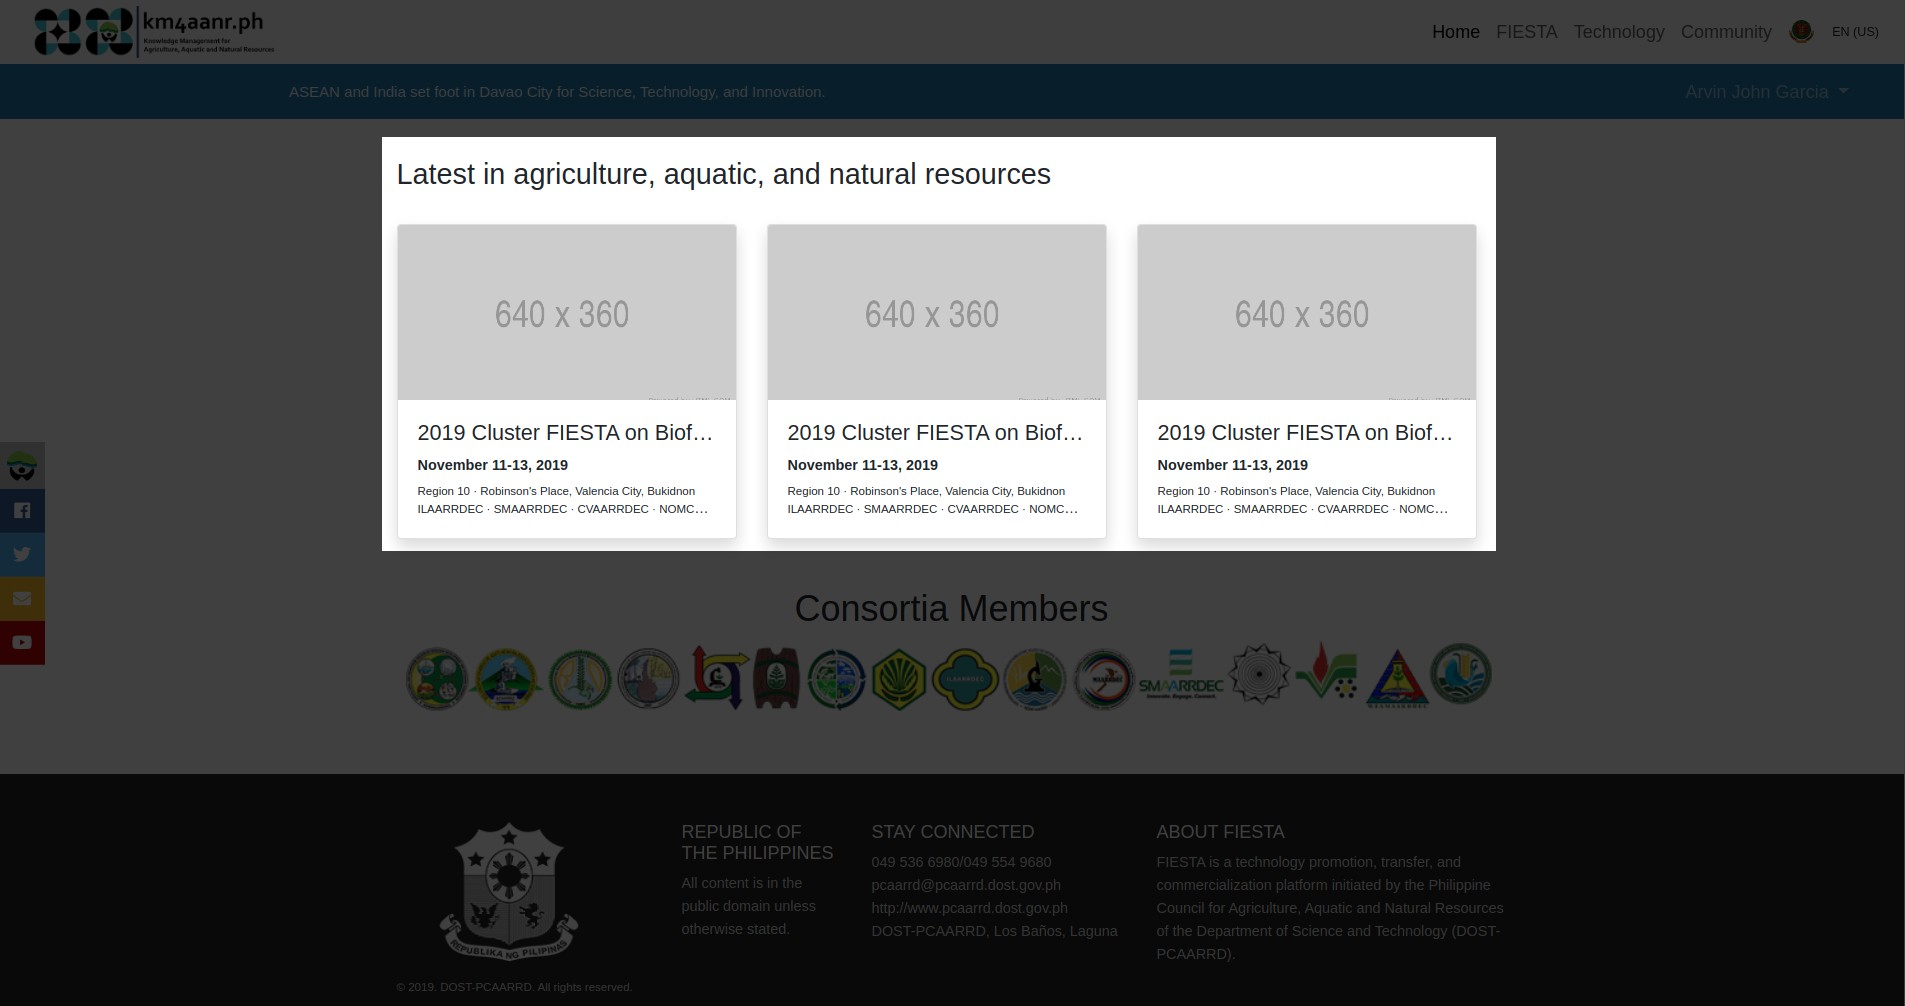 km4aanr.ph
Knowledge Management for
Agriculture, Aquatic and Natural Resources
Home FIESTA Technology Community EN (US)
ASEAN and India set foot in Davao City for Science, Technology, and Innovation.
Arvin John Garcia
Latest in agriculture, aquatic, and natural resources
640 x 360
640 x 360
640 x 360
2019 Cluster FIESTA on Biof…
November 11-13, 2019
Region 10 · Robinson's Place, Valencia City, Bukidnon
ILAARRDEC · SMAARRDEC · CVAARRDEC · NOMC…
2019 Cluster FIESTA on Biof…
November 11-13, 2019
Region 10 · Robinson's Place, Valencia City, Bukidnon
ILAARRDEC · SMAARRDEC · CVAARRDEC · NOMC…
2019 Cluster FIESTA on Biof…
November 11-13, 2019
Region 10 · Robinson's Place, Valencia City, Bukidnon
ILAARRDEC · SMAARRDEC · CVAARRDEC · NOMC…
Consortia Members
ILAARRDEC
SMAARRDEC
Innovate. Engage. Connect.
REPUBLIKA NG PILIPINAS
REPUBLIC OF
THE PHILIPPINES
All content is in the
public domain unless
otherwise stated.
STAY CONNECTED
049 536 6980/049 554 9680
pcaarrd@pcaarrd.dost.gov.ph
http://www.pcaarrd.dost.gov.ph
DOST-PCAARRD, Los Baños, Laguna
ABOUT FIESTA
FIESTA is a technology promotion, transfer, and
commercialization platform initiated by the Philippine
Council for Agriculture, Aquatic and Natural Resources
of the Department of Science and Technology (DOST-
PCAARRD).
© 2019. DOST-PCAARRD. All rights reserved.